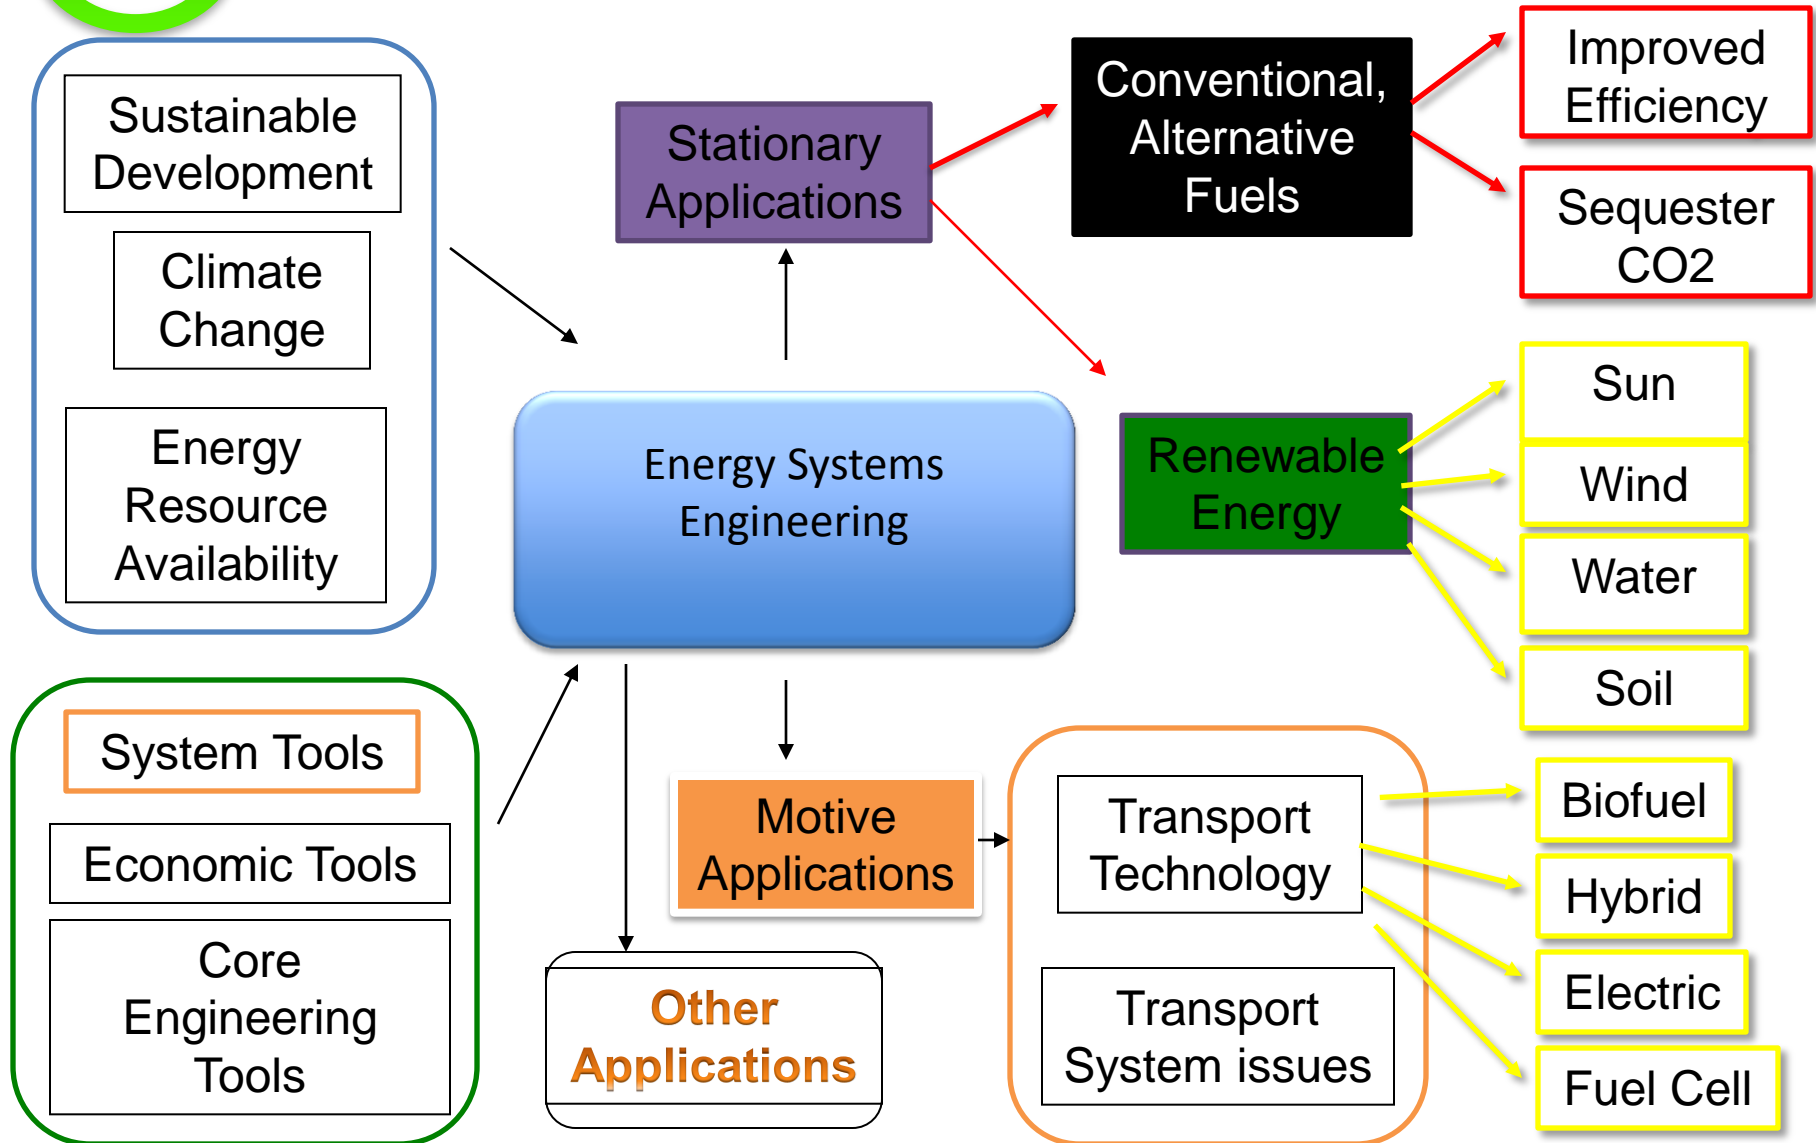 Sustainable
Development
Climate
Change
Energy
Resource
Availability
System Tools
Economic Tools
Core
Engineering
Tools
Stationary
Applications
Energy Systems
Engineering
Motive
Applications
Other
Applications
Conventional,
Alternative
Fuels
Renewable
Energy
Transport
Technology
Transport
System issues
Improved
Efficiency
Sequester
CO2
Sun
Wind
Water
Soil
Biofuel
Hybrid
Electric
Fuel Cell